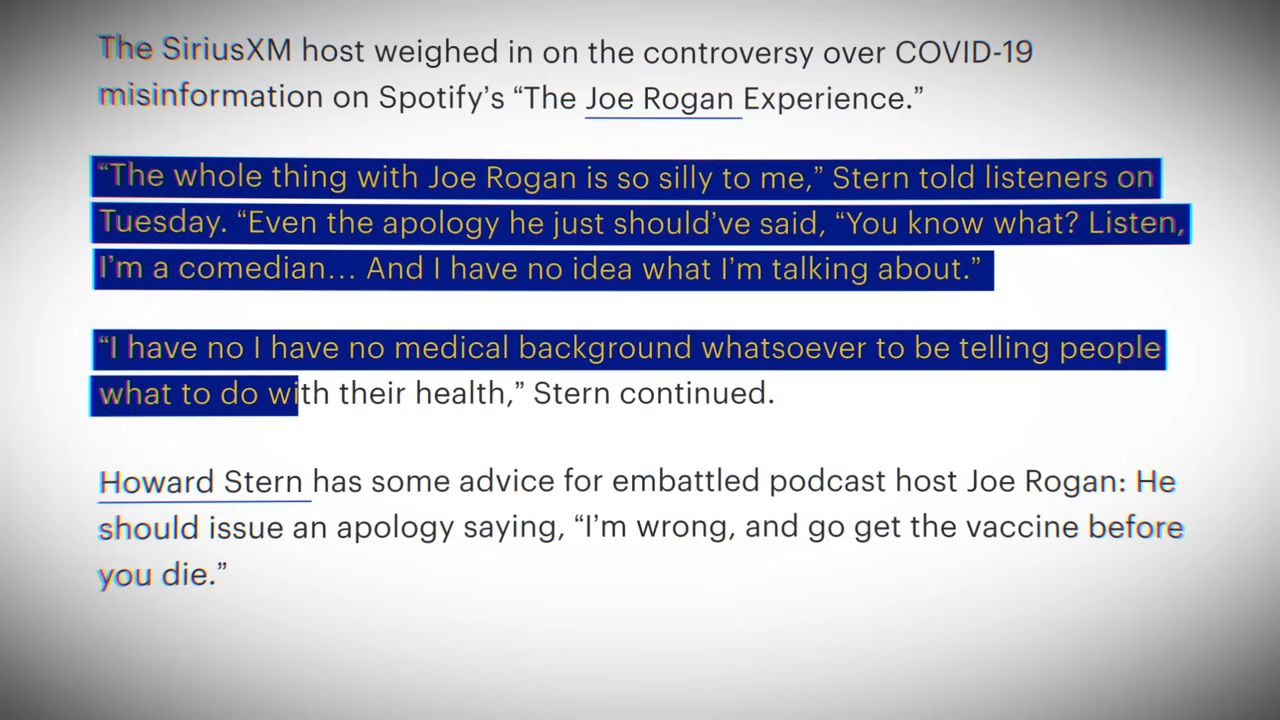 The SiriusXM host weighed in on the controversy over COVID-19
misinformation on Spotify’s “The Joe Rogan Experience.”
“The whole thing with Joe Rogan is so silly to me,” Stern told listeners on
Tuesday. “Even the apology he just should’ve said, “You know what? Listen,
I’m a comedian... And I have no idea what I’m talking about.”
“I have no I have no medical background whatsoever to be telling people
what to do with their health,” Stern continued.
Howard Stern has some advice for embattled podcast host Joe Rogan: He
should issue an apology saying, “I’m wrong, and go get the vaccine before
you die.”